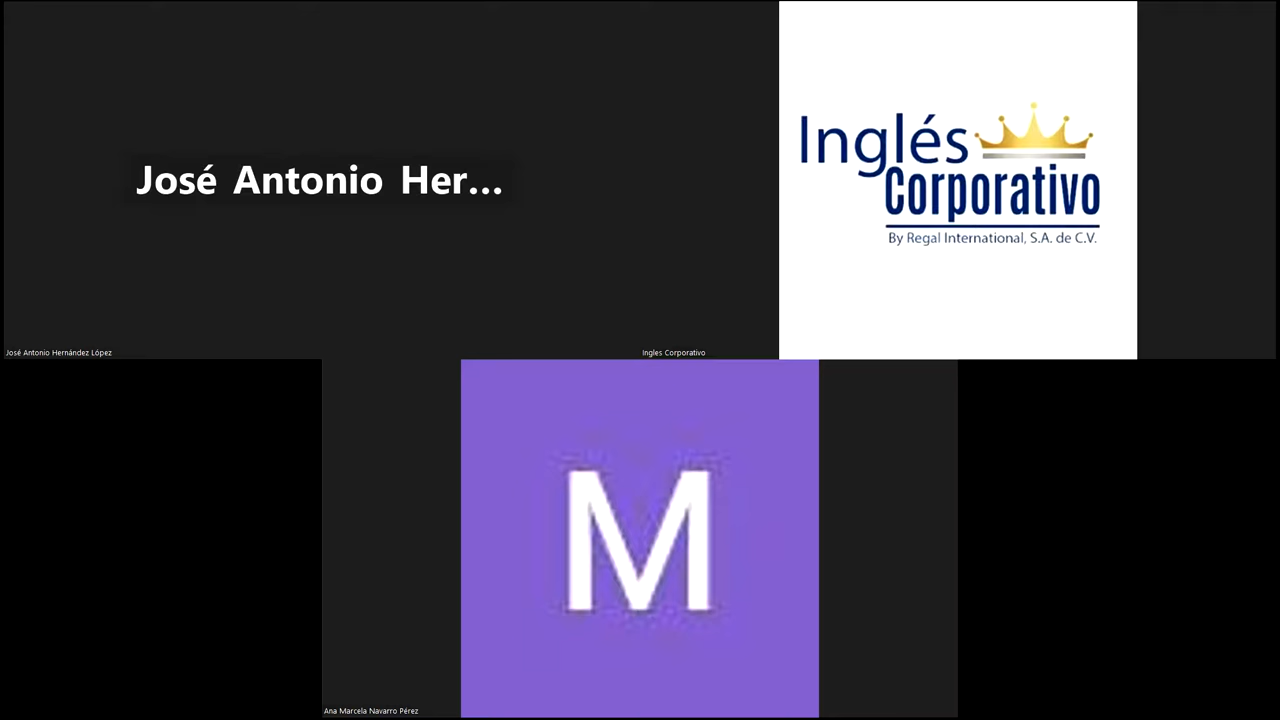 José Antonio Her...
Inglés
Corporativo
By Regal International, S.A. de C.V.
José Antonio Hernández López
Ingles Corporativo
M
Ana Marcela Navarro Pérez